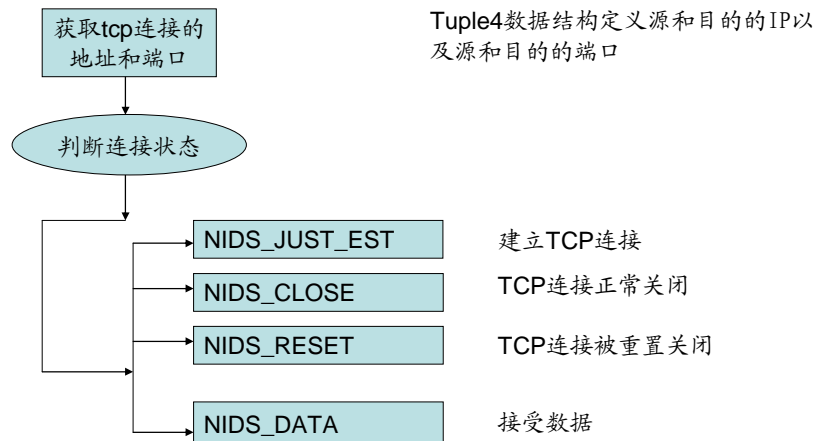 获取tcp连接的
地址和端口
Tuple4数据结构定义源和目的的IP以
及源和目的的端口
判断连接状态
NIDS_JUST_EST
建立TCP连接
NIDS_CLOSE
TCP连接正常关闭
NIDS_RESET
TCP连接被重置关闭
NIDS_DATA
接受数据